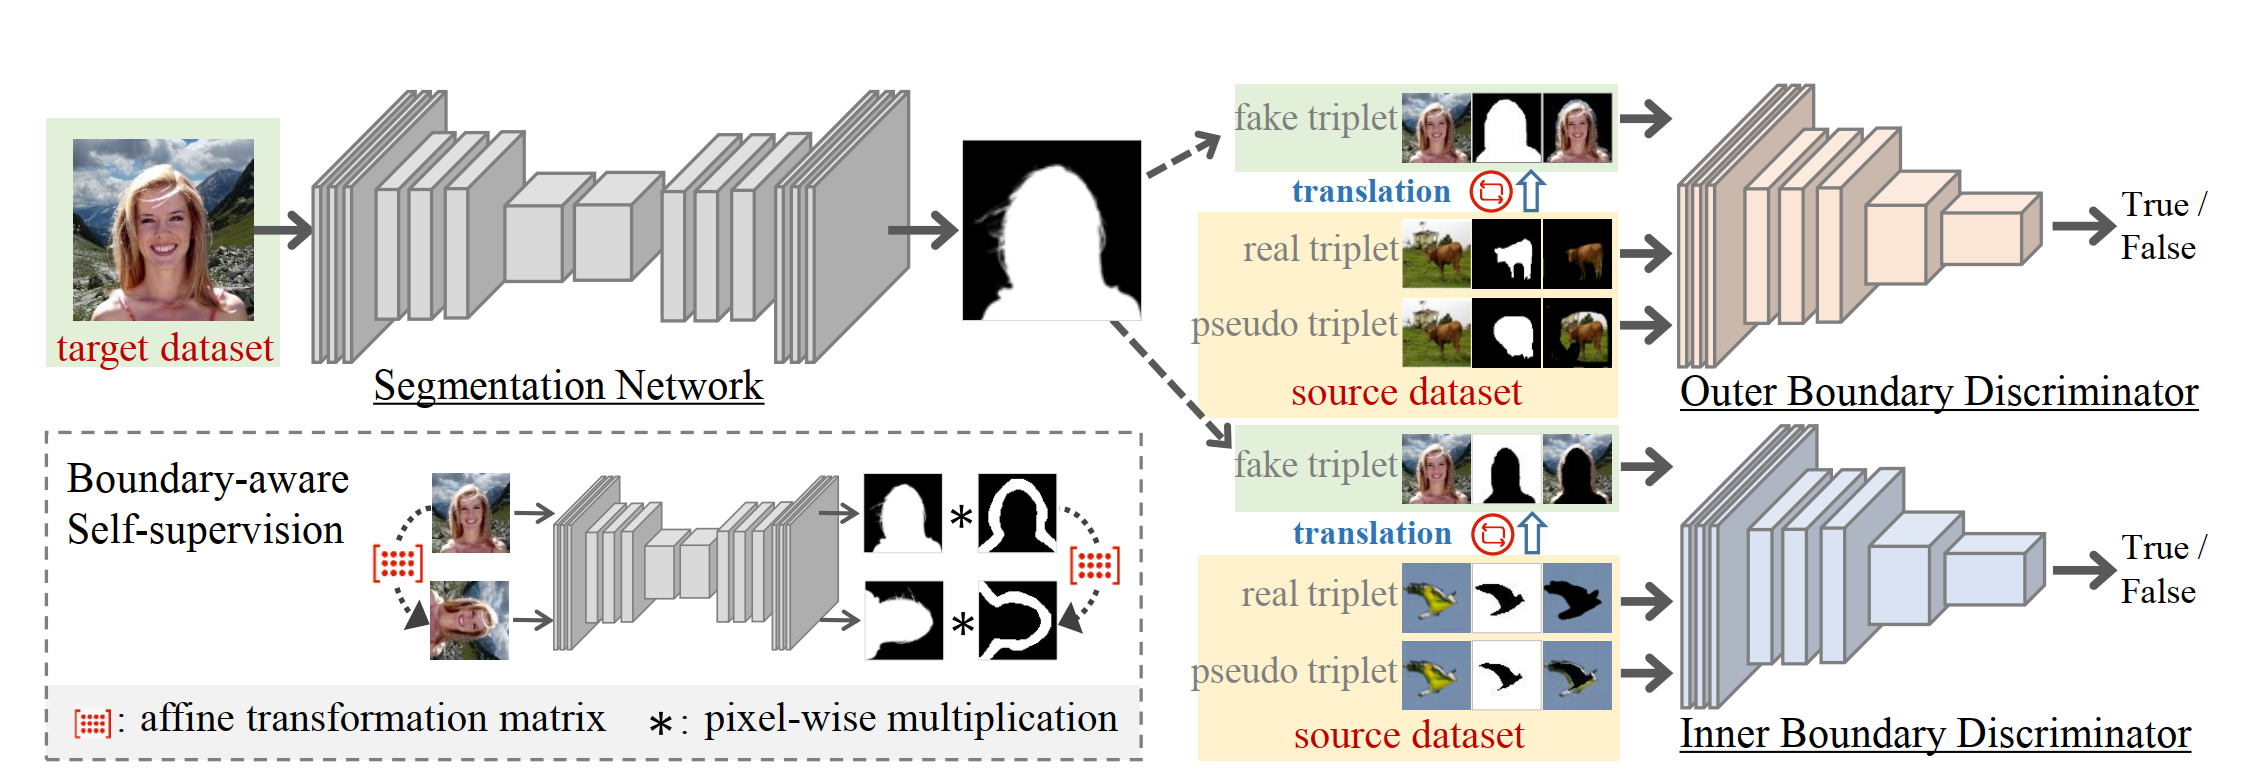 target dataset
Segmentation Network
fake triplet
translation
real triplet
pseudo triplet
source dataset
True /
False
Outer Boundary Discriminator
fake triplet
translation
real triplet
pseudo triplet
source dataset
True /
False
Inner Boundary Discriminator
Boundary-aware
Self-supervision
*
*
: affine transformation matrix
*: pixel-wise multiplication